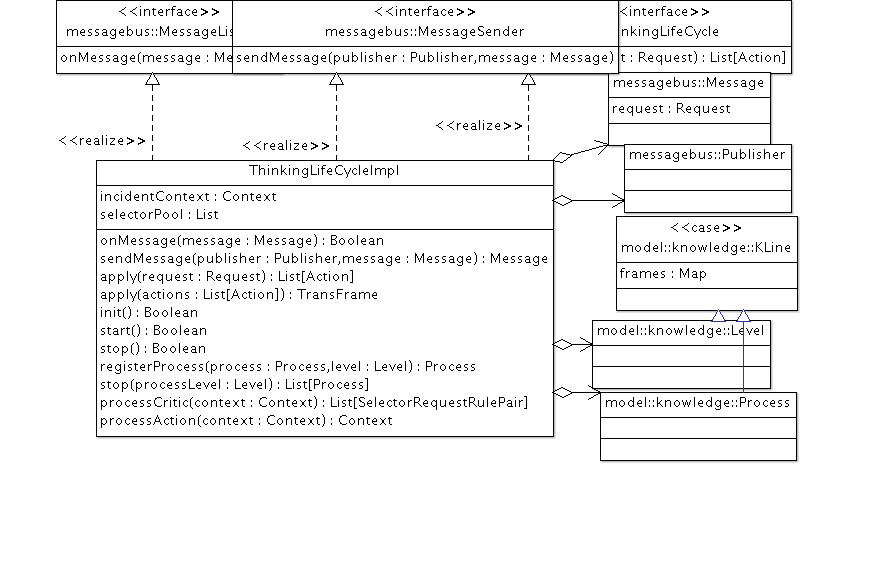 <<interface>>
messagebus::MessageLis
onMessage(message : Me
<<interface>>
messagebus::MessageSender
sendMessage(publisher : Publisher,message : Message)
<interface>>
nkingLifeCycle
t : Request) : List[Action]
messagebus::Message
request : Request
<<realize>>
<<realize>>
<<realize>>
messagebus::Publisher
ThinkingLifeCycleImpl
incidentContext : Context
selectorPool : List
onMessage(message : Message) : Boolean
sendMessage(publisher : Publisher,message : Message) : Message
apply(request : Request) : List[Action]
apply(actions : List[Action]) : TransFrame
init() : Boolean
start() : Boolean
stop() : Boolean
registerProcess(process : Process,level : Level) : Process
stop(processLevel : Level) : List[Process]
processCritic(context : Context) : List[SelectorRequestRulePair]
processAction(context : Context) : Context
<<case>>
model::knowledge::KLine
frames : Map
model::knowledge::Level
model::knowledge::Process